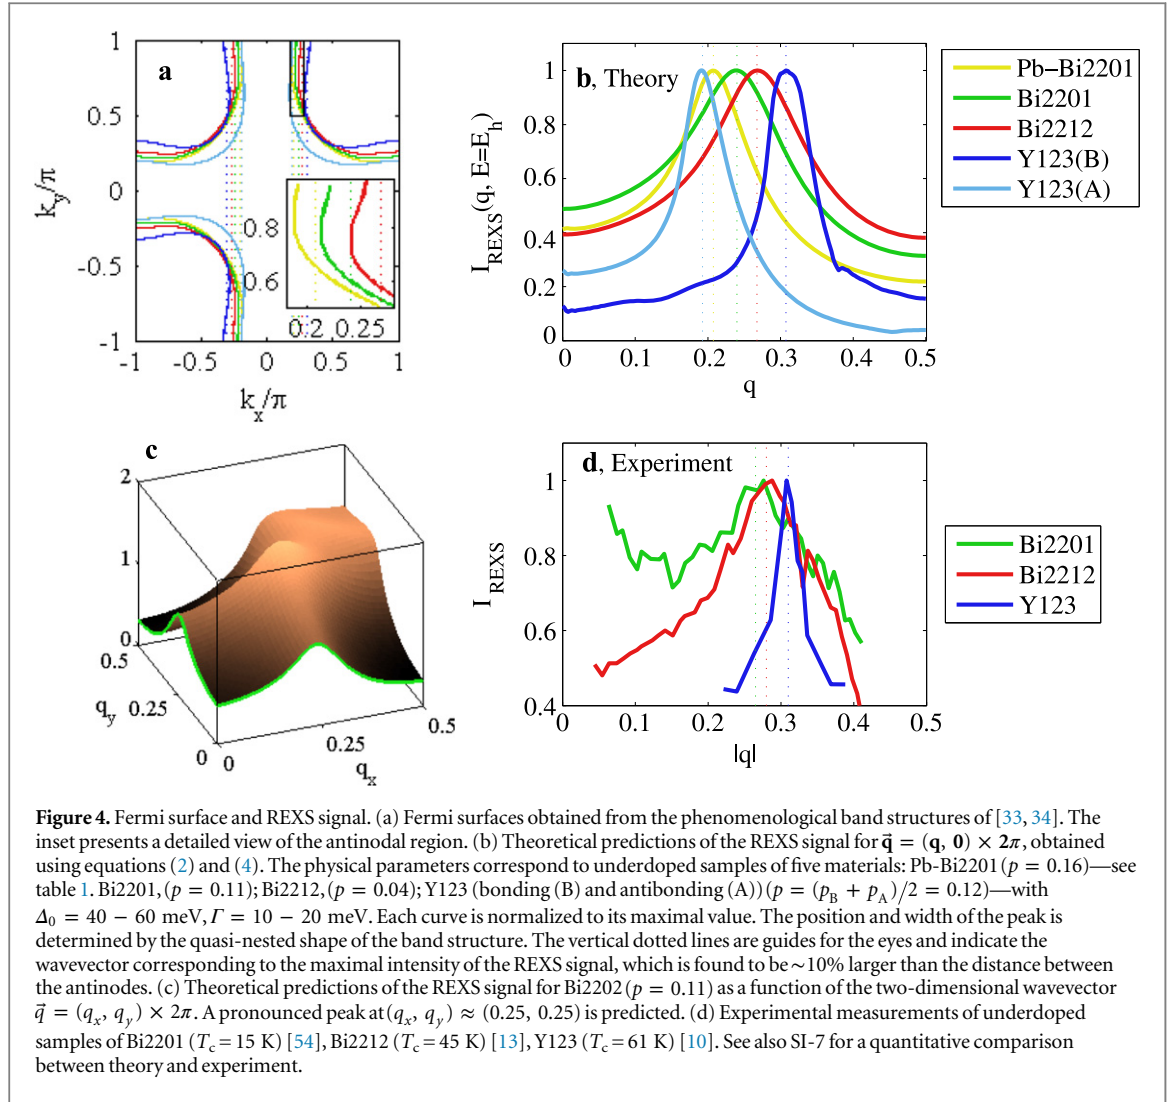 a
1
0.5
0
-0.5
-1
k_y/π
0.8
0.6
0.2 0.25
-1 -0.5 0 0.5 1
k_x/π
b, Theory
1
0.8
0.6
0.4
0.2
0
I_REXS(q, E=E_h)
0 0.1 0.2 0.3 0.4 0.5
q
Pb–Bi2201
Bi2201
Bi2212
Y123(B)
Y123(A)
c
2
1
0
0.5
q_y 0.25
0
0 0.25 0.5
q_x
d, Experiment
1
0.8
0.6
0.4
I_REXS
0 0.1 0.2 0.3 0.4 0.5
|q|
Bi2201
Bi2212
Y123
Figure 4. Fermi surface and REXS signal. (a) Fermi surfaces obtained from the phenomenological band structures of [33, 34]. The
inset presents a detailed view of the antinodal region. (b) Theoretical predictions of the REXS signal for q⃗ = (q, 0) × 2π, obtained
using equations (2) and (4). The physical parameters correspond to underdoped samples of five materials: Pb-Bi2201(p = 0.16)—see
table 1. Bi2201, (p = 0.11); Bi2212, (p = 0.04); Y123 (bonding (B) and antibonding (A)) (p = (p_B + p_A)/2 = 0.12)—with
Δ₀ = 40 − 60 meV, Γ = 10 − 20 meV. Each curve is normalized to its maximal value. The position and width of the peak is
determined by the quasi-nested shape of the band structure. The vertical dotted lines are guides for the eyes and indicate the
wavevector corresponding to the maximal intensity of the REXS signal, which is found to be ~10% larger than the distance between
the antinodes. (c) Theoretical predictions of the REXS signal for Bi2202 (p = 0.11) as a function of the two-dimensional wavevector
q⃗ = (q_x, q_y) × 2π. A pronounced peak at (q_x, q_y) ≈ (0.25, 0.25) is predicted. (d) Experimental measurements of underdoped
samples of Bi2201 (T_c = 15 K) [54], Bi2212 (T_c = 45 K) [13], Y123 (T_c = 61 K) [10]. See also SI-7 for a quantitative comparison
between theory and experiment.